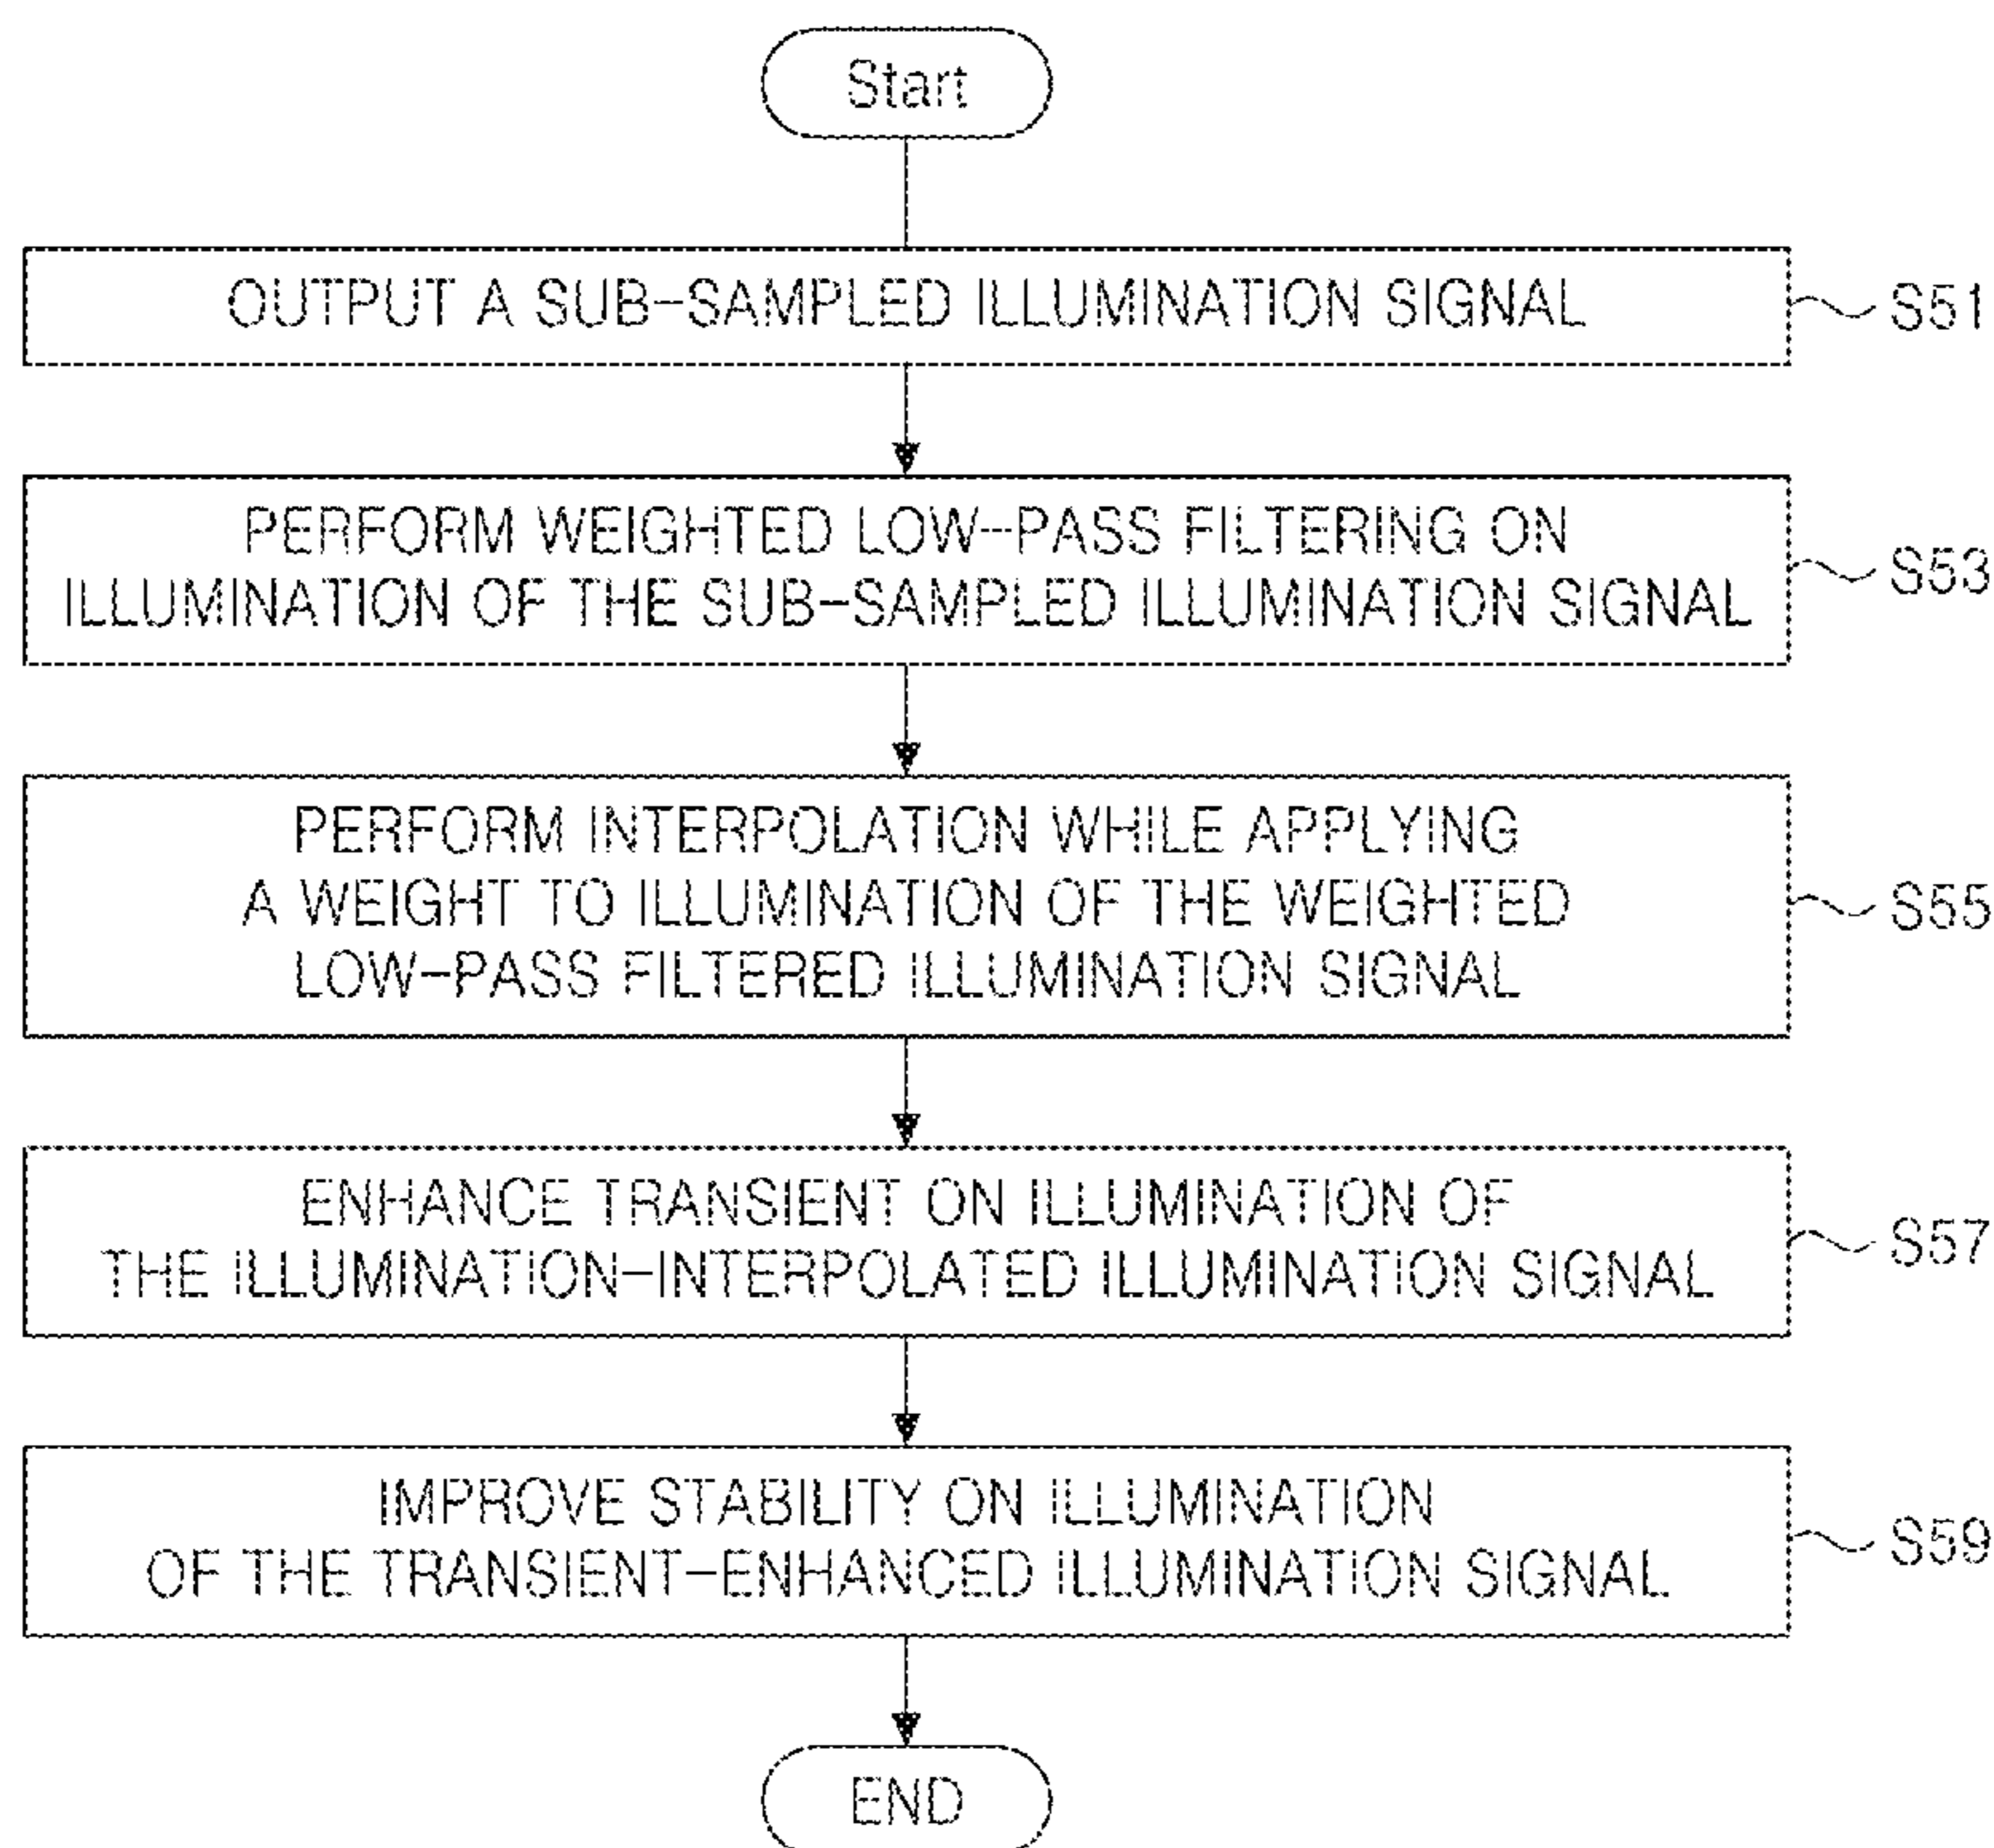 Start
OUTPUT A SUB-SAMPLED ILLUMINATION SIGNAL
S51
PERFORM WEIGHTED LOW-PASS FILTERING ON
ILLUMINATION OF THE SUB-SAMPLED ILLUMINATION SIGNAL
S53
PERFORM INTERPOLATION WHILE APPLYING
A WEIGHT TO ILLUMINATION OF THE WEIGHTED
LOW-PASS FILTERED ILLUMINATION SIGNAL
S55
ENHANCE TRANSIENT ON ILLUMINATION OF
THE ILLUMINATION-INTERPOLATED ILLUMINATION SIGNAL
S57
IMPROVE STABILITY ON ILLUMINATION
OF THE TRANSIENT-ENHANCED ILLUMINATION SIGNAL
S59
END